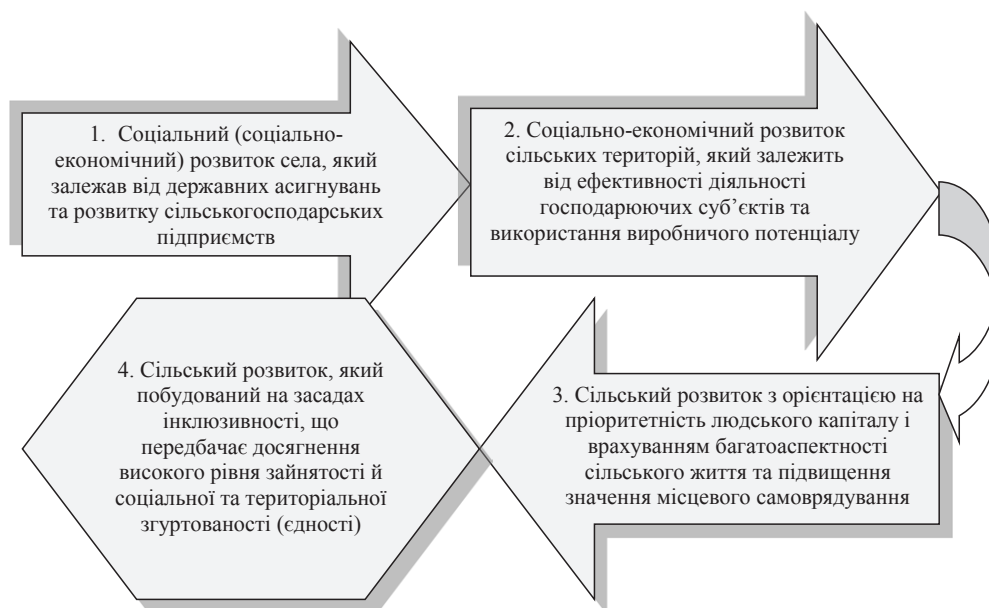 1. Соціальний (соціально-
економічний) розвиток села, який
залежав від державних асигнувань
та розвитку сільськогосподарських
підприємств
2. Соціально-економічний розвиток
сільських територій, який залежить
від ефективності діяльності
господарюючих суб’єктів та
використання виробничого потенціалу
3. Сільський розвиток з орієнтацією на
пріоритетність людського капіталу і
врахуванням багатоаспектності
сільського життя та підвищення
значення місцевого самоврядування
4. Сільський розвиток, який
побудований на засадах
інклюзивності, що
передбачає досягнення
високого рівня зайнятості й
соціальної та територіальної
згуртованості (єдності)